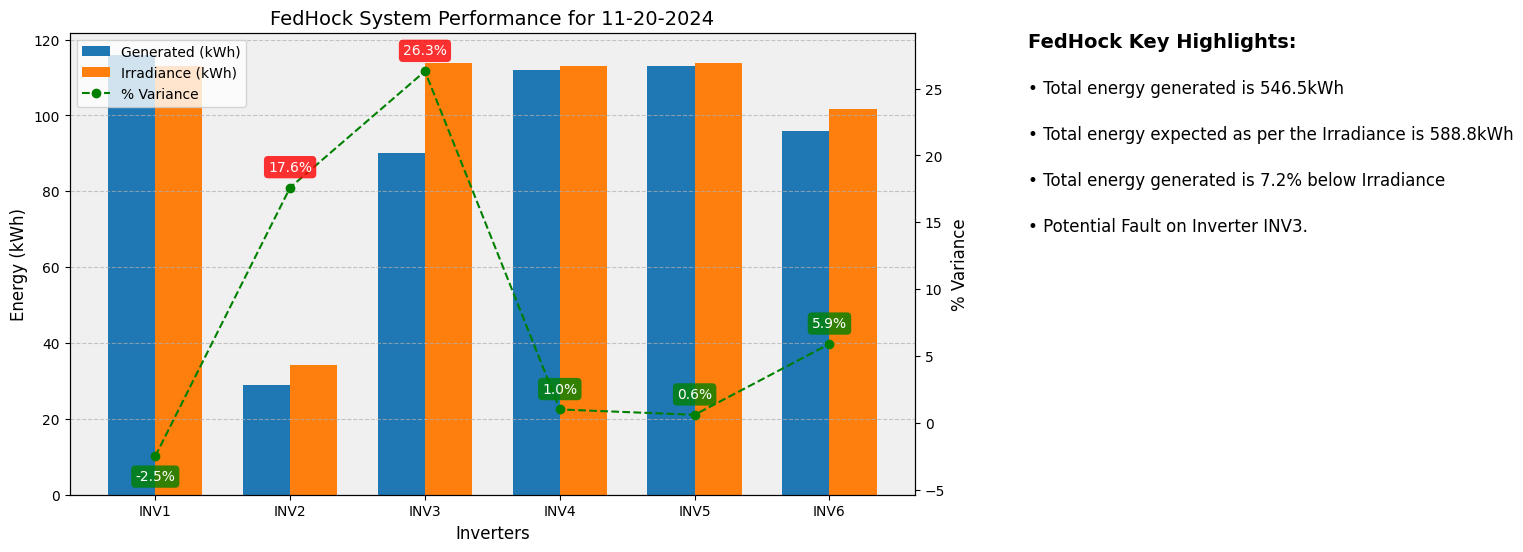 FedHock System Performance for 11-20-2024
Generated (kWh)
Irradiance (kWh)
% Variance
Energy (kWh)
120
100
80
60
40
20
0
-2.5%
17.6%
26.3%
1.0%
0.6%
5.9%
25
20
15
10
5
0
−5
% Variance
INV1 INV2 INV3 INV4 INV5 INV6
Inverters
FedHock Key Highlights:
• Total energy generated is 546.5kWh
• Total energy expected as per the Irradiance is 588.8kWh
• Total energy generated is 7.2% below Irradiance
• Potential Fault on Inverter INV3.